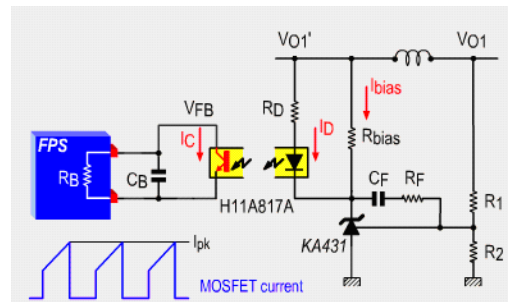 VO1'
VO1
Ibias
RD
ID
VFB
IC
Rbias
FPS
RB
CB
H11A817A
CF
RF
R1
KA431
R2
Ipk
MOSFET current